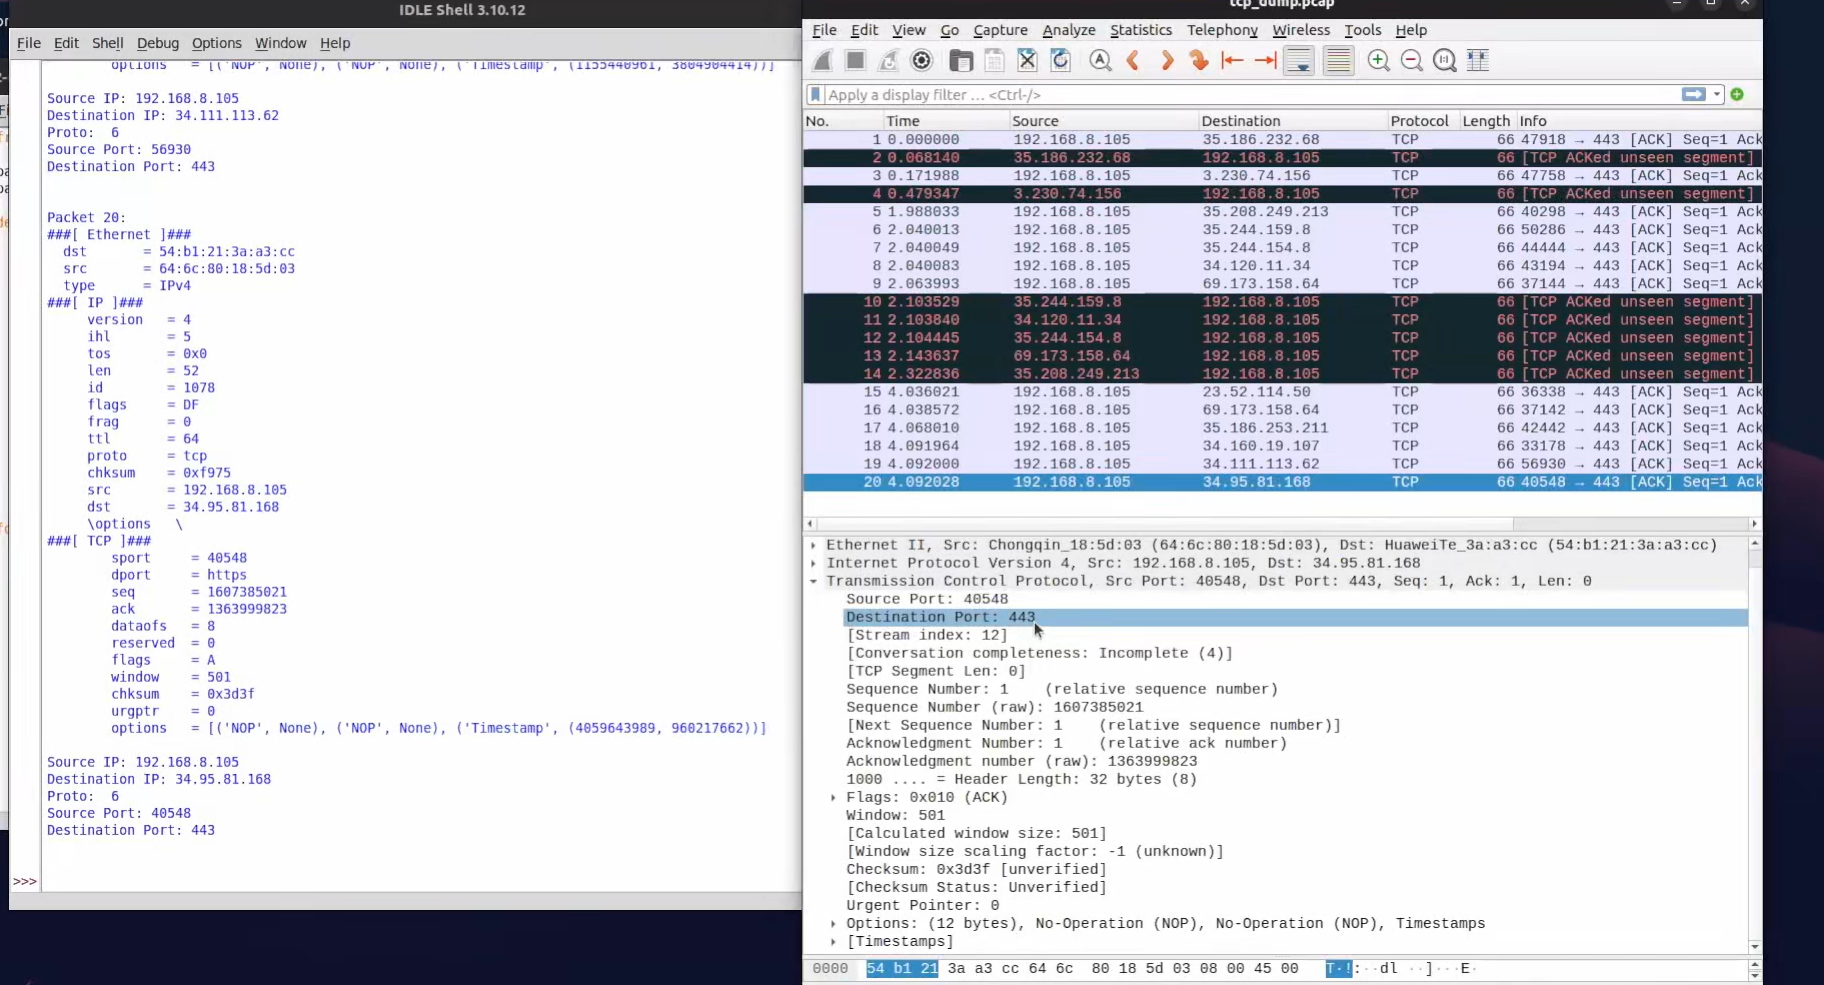 IDLE Shell 3.10.12
File Edit Shell Debug Options Window Help
options = [('NOP', None), ('NOP', None), ('Timestamp', (1155440961, 3804904414))]
Source IP: 192.168.8.105
Destination IP: 34.111.113.62
Proto: 6
Source Port: 56930
Destination Port: 443
Packet 20:
###[ Ethernet ]###
dst = 54:b1:21:3a:a3:cc
src = 64:6c:80:18:5d:03
type = IPv4
###[ IP ]###
version = 4
ihl = 5
tos = 0x0
len = 52
id = 1078
flags = DF
frag = 0
ttl = 64
proto = tcp
chksum = 0xf975
src = 192.168.8.105
dst = 34.95.81.168
\options \
###[ TCP ]###
sport = 40548
dport = https
seq = 1607385021
ack = 1363999823
dataofs = 8
reserved = 0
flags = A
window = 501
chksum = 0x3d3f
urgptr = 0
options = [('NOP', None), ('NOP', None), ('Timestamp', (4059643989, 960217662))]
Source IP: 192.168.8.105
Destination IP: 34.95.81.168
Proto: 6
Source Port: 40548
Destination Port: 443
>>>
tcp_dump.pcap
File Edit View Go Capture Analyze Statistics Telephony Wireless Tools Help
Apply a display filter … <Ctrl-/>
No. Time Source Destination Protocol Length Info
1 0.000000 192.168.8.105 35.186.232.68 TCP 66 47918 → 443 [ACK] Seq=1 Ack
2 0.068140 35.186.232.68 192.168.8.105 TCP 66 [TCP ACKed unseen segment]
3 0.171988 192.168.8.105 3.230.74.156 TCP 66 47758 → 443 [ACK] Seq=1 Ack
4 0.479347 3.230.74.156 192.168.8.105 TCP 66 [TCP ACKed unseen segment]
5 1.988033 192.168.8.105 35.208.249.213 TCP 66 40298 → 443 [ACK] Seq=1 Ack
6 2.040013 192.168.8.105 35.244.159.8 TCP 66 50286 → 443 [ACK] Seq=1 Ack
7 2.040049 192.168.8.105 35.244.154.8 TCP 66 44444 → 443 [ACK] Seq=1 Ack
8 2.040083 192.168.8.105 34.120.11.34 TCP 66 43194 → 443 [ACK] Seq=1 Ack
9 2.063993 192.168.8.105 69.173.158.64 TCP 66 37144 → 443 [ACK] Seq=1 Ack
10 2.103529 35.244.159.8 192.168.8.105 TCP 66 [TCP ACKed unseen segment]
11 2.103840 34.120.11.34 192.168.8.105 TCP 66 [TCP ACKed unseen segment]
12 2.104445 35.244.154.8 192.168.8.105 TCP 66 [TCP ACKed unseen segment]
13 2.143637 69.173.158.64 192.168.8.105 TCP 66 [TCP ACKed unseen segment]
14 2.322836 35.208.249.213 192.168.8.105 TCP 66 [TCP ACKed unseen segment]
15 4.036021 192.168.8.105 23.52.114.50 TCP 66 36338 → 443 [ACK] Seq=1 Ack
16 4.038572 192.168.8.105 69.173.158.64 TCP 66 37142 → 443 [ACK] Seq=1 Ack
17 4.068010 192.168.8.105 35.186.253.211 TCP 66 42442 → 443 [ACK] Seq=1 Ack
18 4.091964 192.168.8.105 34.160.19.107 TCP 66 33178 → 443 [ACK] Seq=1 Ack
19 4.092000 192.168.8.105 34.111.113.62 TCP 66 56930 → 443 [ACK] Seq=1 Ack
20 4.092028 192.168.8.105 34.95.81.168 TCP 66 40548 → 443 [ACK] Seq=1 Ack
Ethernet II, Src: Chongqin_18:5d:03 (64:6c:80:18:5d:03), Dst: HuaweiTe_3a:a3:cc (54:b1:21:3a:a3:cc)
Internet Protocol Version 4, Src: 192.168.8.105, Dst: 34.95.81.168
Transmission Control Protocol, Src Port: 40548, Dst Port: 443, Seq: 1, Ack: 1, Len: 0
Source Port: 40548
Destination Port: 443
[Stream index: 12]
[Conversation completeness: Incomplete (4)]
[TCP Segment Len: 0]
Sequence Number: 1 (relative sequence number)
Sequence Number (raw): 1607385021
[Next Sequence Number: 1 (relative sequence number)]
Acknowledgment Number: 1 (relative ack number)
Acknowledgment number (raw): 1363999823
1000 .... = Header Length: 32 bytes (8)
Flags: 0x010 (ACK)
Window: 501
[Calculated window size: 501]
[Window size scaling factor: -1 (unknown)]
Checksum: 0x3d3f [unverified]
[Checksum Status: Unverified]
Urgent Pointer: 0
Options: (12 bytes), No-Operation (NOP), No-Operation (NOP), Timestamps
[Timestamps]
0000 54 b1 21 3a a3 cc 64 6c 80 18 5d 03 08 00 45 00 T·!:··dl ··]···E·